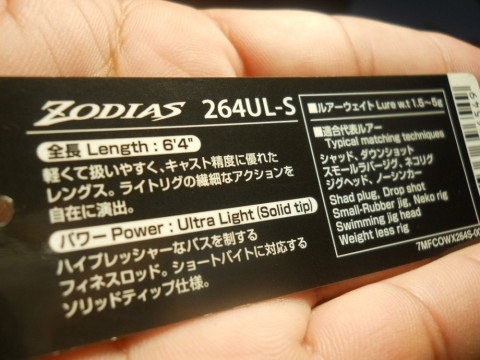 ZODIAS 264UL-S
全長 Length : 6'4"
軽くて扱いやすく、キャスト精度に優れた
レングス。ライトリグの繊細なアクションを
自在に演出。
パワー Power : Ultra Light (Solid tip)
ハイプレッシャーなバスを制する
フィネスロッド。ショートバイトに対応する
ソリッドティップ仕様。
■ルアーウェイト Lure w.t 1.5～5g
■適合代表ルアー
Typical matching techniques
シャッド、ダウンショット
スモールラバージグ、ネコリグ
ジグヘッド、ノーシンカー
Shad plug, Drop shot
Small-Rubber jig, Neko rig
Swimming jig head
Weight less rig